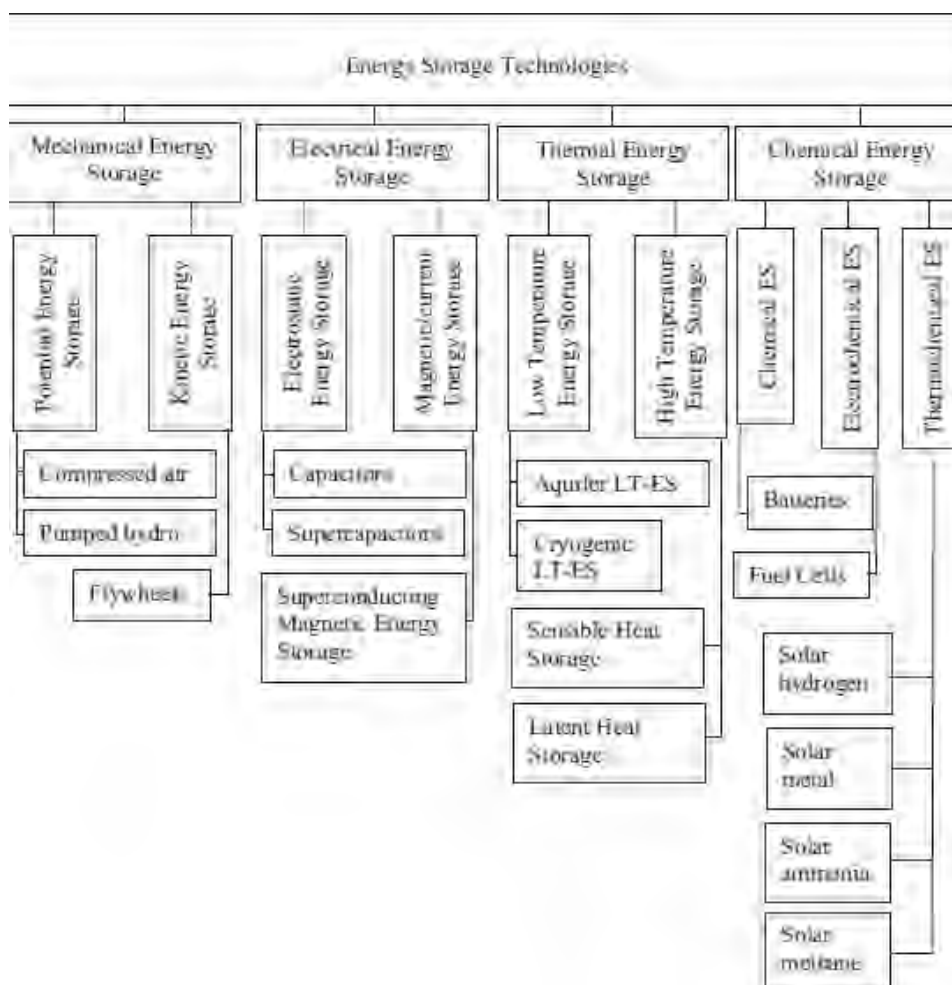 Energy Storage Technologies
Mechanical Energy
Storage
Electrical Energy
Storage
Thermal Energy
Storage
Chemical Energy
Storage
Potential Energy
Storage
Kinetic Energy
Storage
Electrostatic
Energy Storage
Magnetic/current
Energy Storage
Low Temperature
Energy Storage
High Temperature
Energy Storage
Chemical ES
Electrochemical ES
Thermochemical ES
Compressed air
Pumped hydro
Flywheels
Capacitors
Supercapacitors
Superconducting
Magnetic Energy
Storage
Aquifer LT-ES
Cryogenic
LT-ES
Sensible Heat
Storage
Latent Heat
Storage
Batteries
Fuel Cells
Solar
hydrogen
Solar
metal
Solar
ammonia
Solar
methane